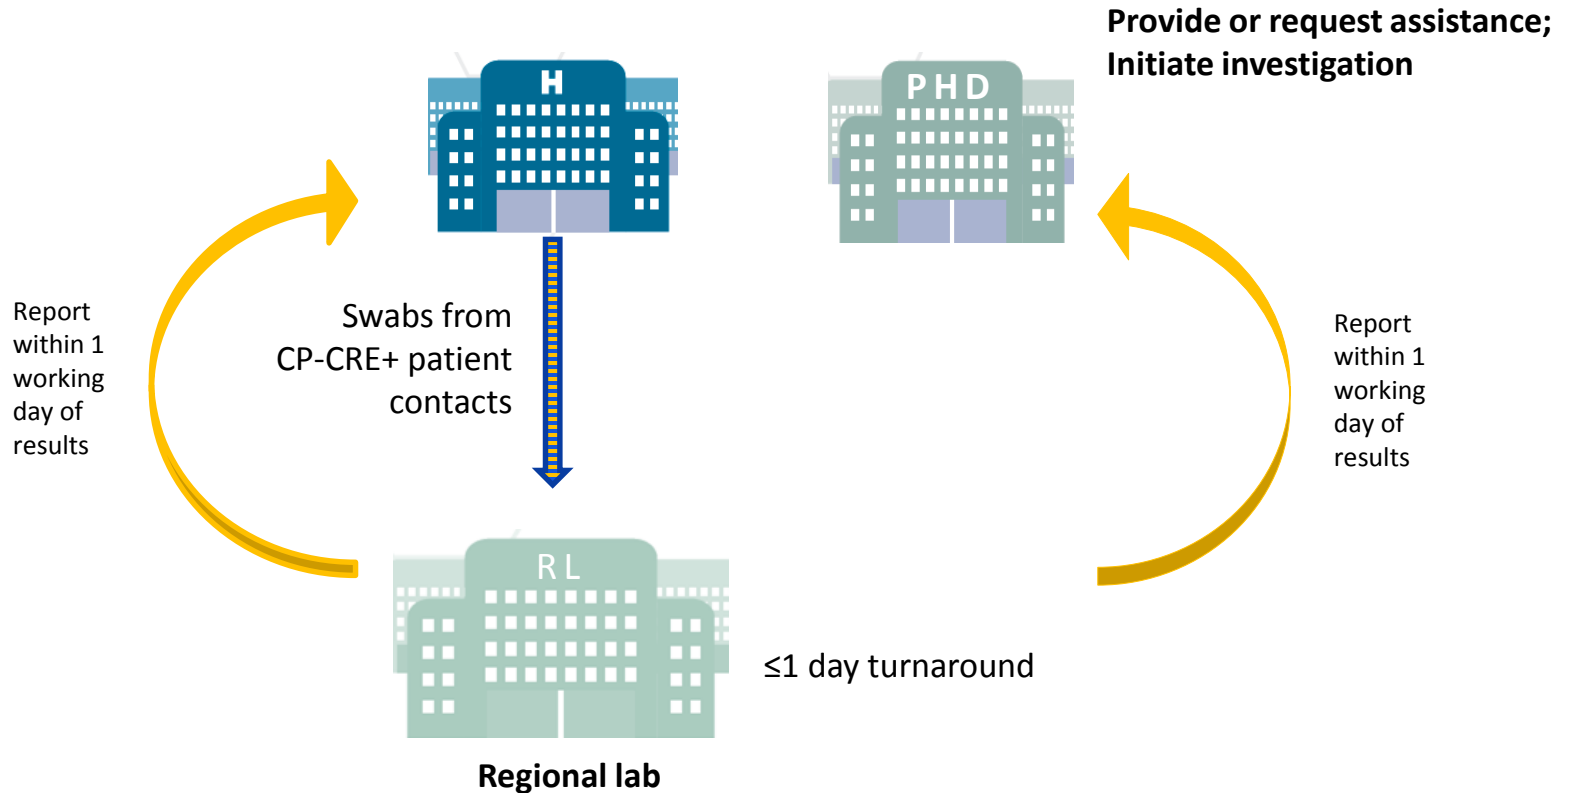 Provide or request assistance;
Initiate investigation
H
PHD
Report
within 1
working
day of
results
Swabs from
CP-CRE+ patient
contacts
Report
within 1
working
day of
results
RL
≤1 day turnaround
Regional lab